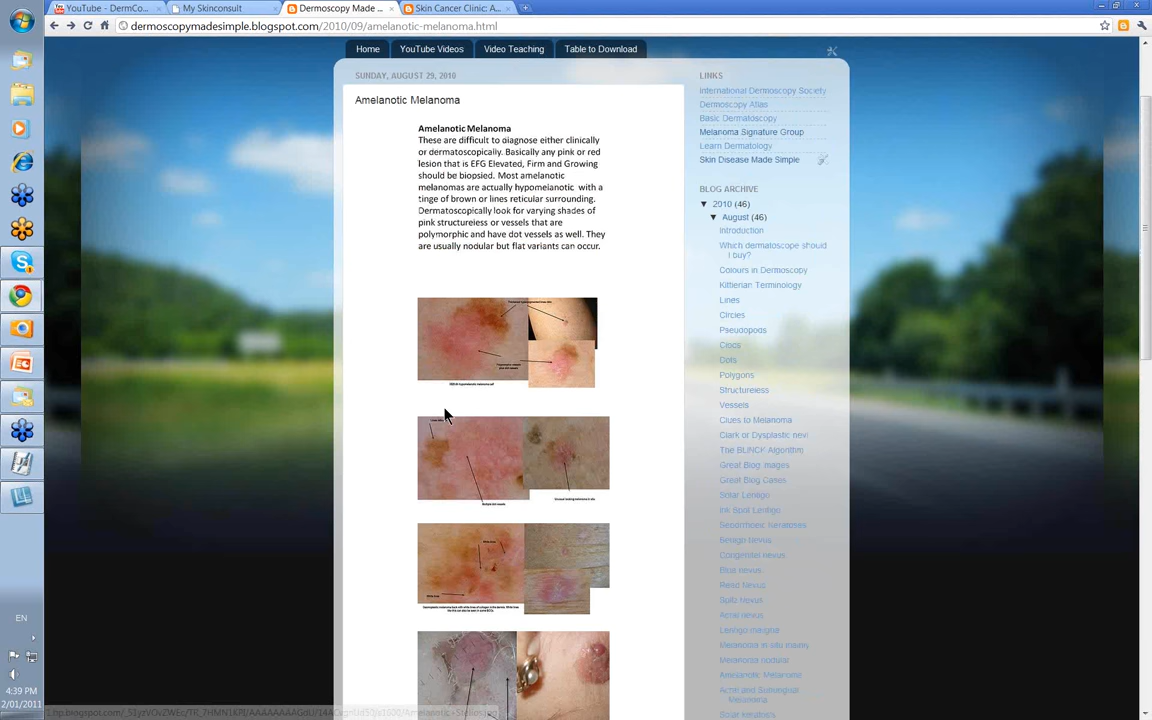 YouTube - DermCo...
My Skinconsult
Dermoscopy Made ...
Skin Cancer Clinic: A...
dermoscopymadesimple.blogspot.com/2010/09/amelanotic-melanoma.html
Home
YouTube Videos
Video Teaching
Table to Download
SUNDAY, AUGUST 29, 2010
Amelanotic Melanoma
Amelanotic Melanoma
These are difficult to diagnose either clinically
or dermatoscopically. Basically any pink or red
lesion that is EFG Elevated, Firm and Growing
should be biopsied. Most amelanotic
melanomas are actually hypomelanotic with a
tinge of brown or lines reticular surrounding.
Dermatoscopically look for varying shades of
pink structureless or vessels that are
polymorphic and have dot vessels as well. They
are usually nodular but flat variants can occur.
LINKS
International Dermoscopy Society
Dermoscopy Atlas
Basic Dermatoscopy
Melanoma Signature Group
Learn Dermatology
Skin Disease Made Simple
BLOG ARCHIVE
▼ 2010 (46)
▼ August (46)
Introduction
Which dermatoscope should
I buy?
Colours in Dermoscopy
Kittlerian Terminology
Lines
Circles
Pseudopods
Clods
Dots
Polygons
Structureless
Vessels
Clues to Melanoma
Clark or Dysplastic nevi
The BLINCK Algorithm
Great Blog Images
Great Blog Cases
Solar Lentigo
Ink Spot Lentigo
Seborrhoeic keratoses
Benign Nevus
Congenital nevus
Blue nevus
Reed Nevus
Spitz Nevus
Acral nevus
Lentigo maligna
Melanoma in situ mainly
Melanoma nodular
Amelanotic Melanoma
Acral and Subungual
Melanoma
Solar keratosis
EN
4:39 PM
2/01/2011